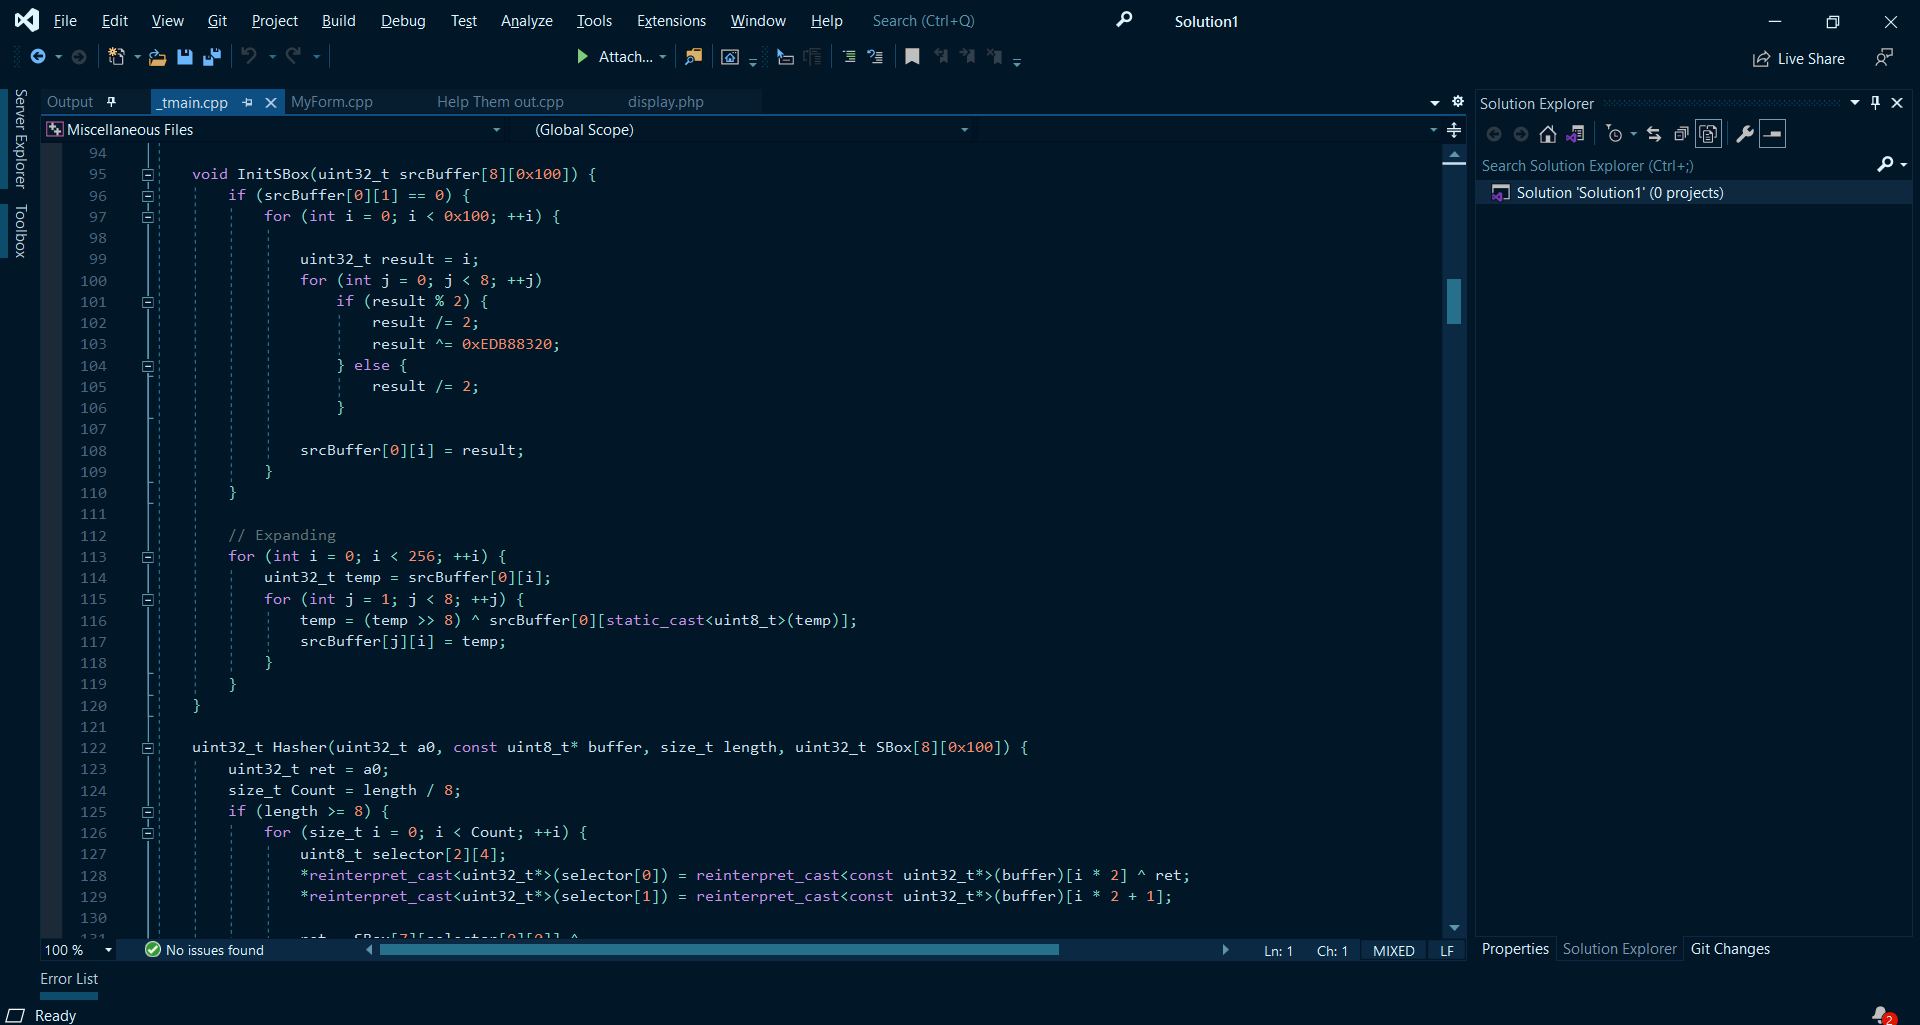 File Edit View Git Project Build Debug Test Analyze Tools Extensions Window Help Search (Ctrl+Q) Solution1
Attach... Live Share
Server Explorer
Toolbox
Output _tmain.cpp MyForm.cpp Help Them out.cpp display.php
Miscellaneous Files (Global Scope)
94
95 void InitSBox(uint32_t srcBuffer[8][0x100]) {
96 if (srcBuffer[0][1] == 0) {
97 for (int i = 0; i < 0x100; ++i) {
98
99 uint32_t result = i;
100 for (int j = 0; j < 8; ++j)
101 if (result % 2) {
102 result /= 2;
103 result ^= 0xEDB88320;
104 } else {
105 result /= 2;
106 }
107
108 srcBuffer[0][i] = result;
109 }
110 }
111
112 // Expanding
113 for (int i = 0; i < 256; ++i) {
114 uint32_t temp = srcBuffer[0][i];
115 for (int j = 1; j < 8; ++j) {
116 temp = (temp >> 8) ^ srcBuffer[0][static_cast<uint8_t>(temp)];
117 srcBuffer[j][i] = temp;
118 }
119 }
120 }
121
122 uint32_t Hasher(uint32_t a0, const uint8_t* buffer, size_t length, uint32_t SBox[8][0x100]) {
123 uint32_t ret = a0;
124 size_t Count = length / 8;
125 if (length >= 8) {
126 for (size_t i = 0; i < Count; ++i) {
127 uint8_t selector[2][4];
128 *reinterpret_cast<uint32_t*>(selector[0]) = reinterpret_cast<const uint32_t*>(buffer)[i * 2] ^ ret;
129 *reinterpret_cast<uint32_t*>(selector[1]) = reinterpret_cast<const uint32_t*>(buffer)[i * 2 + 1];
130
131 ret = SBox[7][selector[0][0]] ^
100 % No issues found Ln: 1 Ch: 1 MIXED LF
Solution Explorer
Search Solution Explorer (Ctrl+;)
Solution 'Solution1' (0 projects)
Properties Solution Explorer Git Changes
Error List
Ready 2